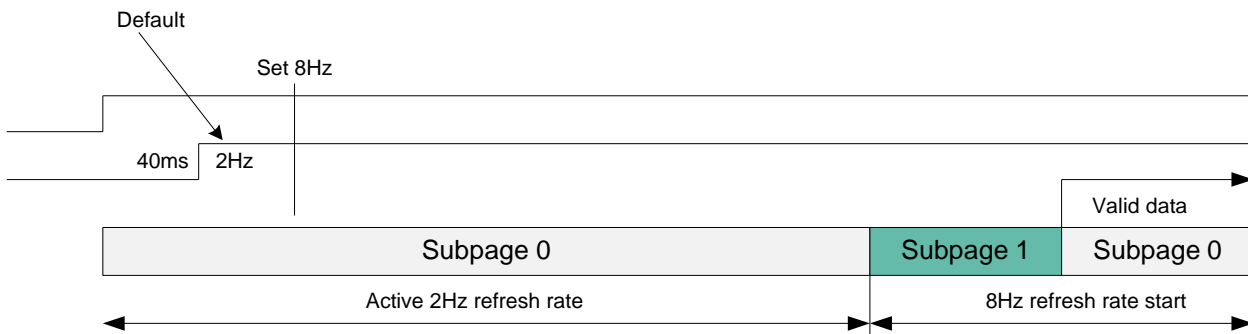 Default
Set 8Hz
40ms 2Hz
Valid data
Subpage 0 Subpage 1 Subpage 0
Active 2Hz refresh rate 8Hz refresh rate start